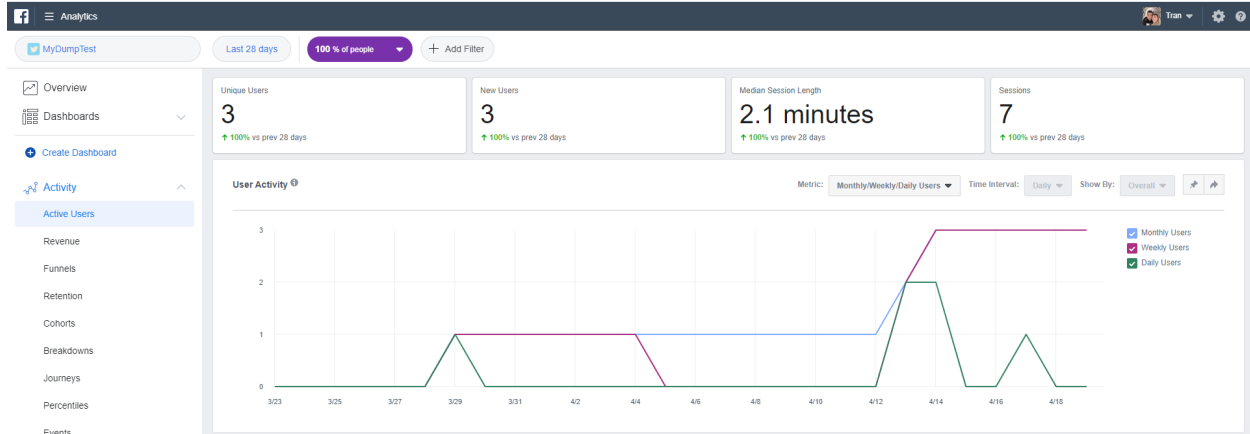 Analytics
Tran
MyDumpTest
Last 28 days
100 % of people
Add Filter
Overview
Dashboards
Create Dashboard
Activity
Active Users
Revenue
Funnels
Retention
Cohorts
Breakdowns
Journeys
Percentiles
Events
Unique Users
3
100% vs prev 28 days
New Users
3
100% vs prev 28 days
Median Session Length
2.1 minutes
100% vs prev 28 days
Sessions
7
100% vs prev 28 days
User Activity
Metric: Monthly/Weekly/Daily Users Time Interval: Daily Show By: Overall
3
2
1
0
3/23 3/25 3/27 3/29 3/31 4/2 4/4 4/6 4/8 4/10 4/12 4/14 4/16 4/18
Monthly Users
Weekly Users
Daily Users